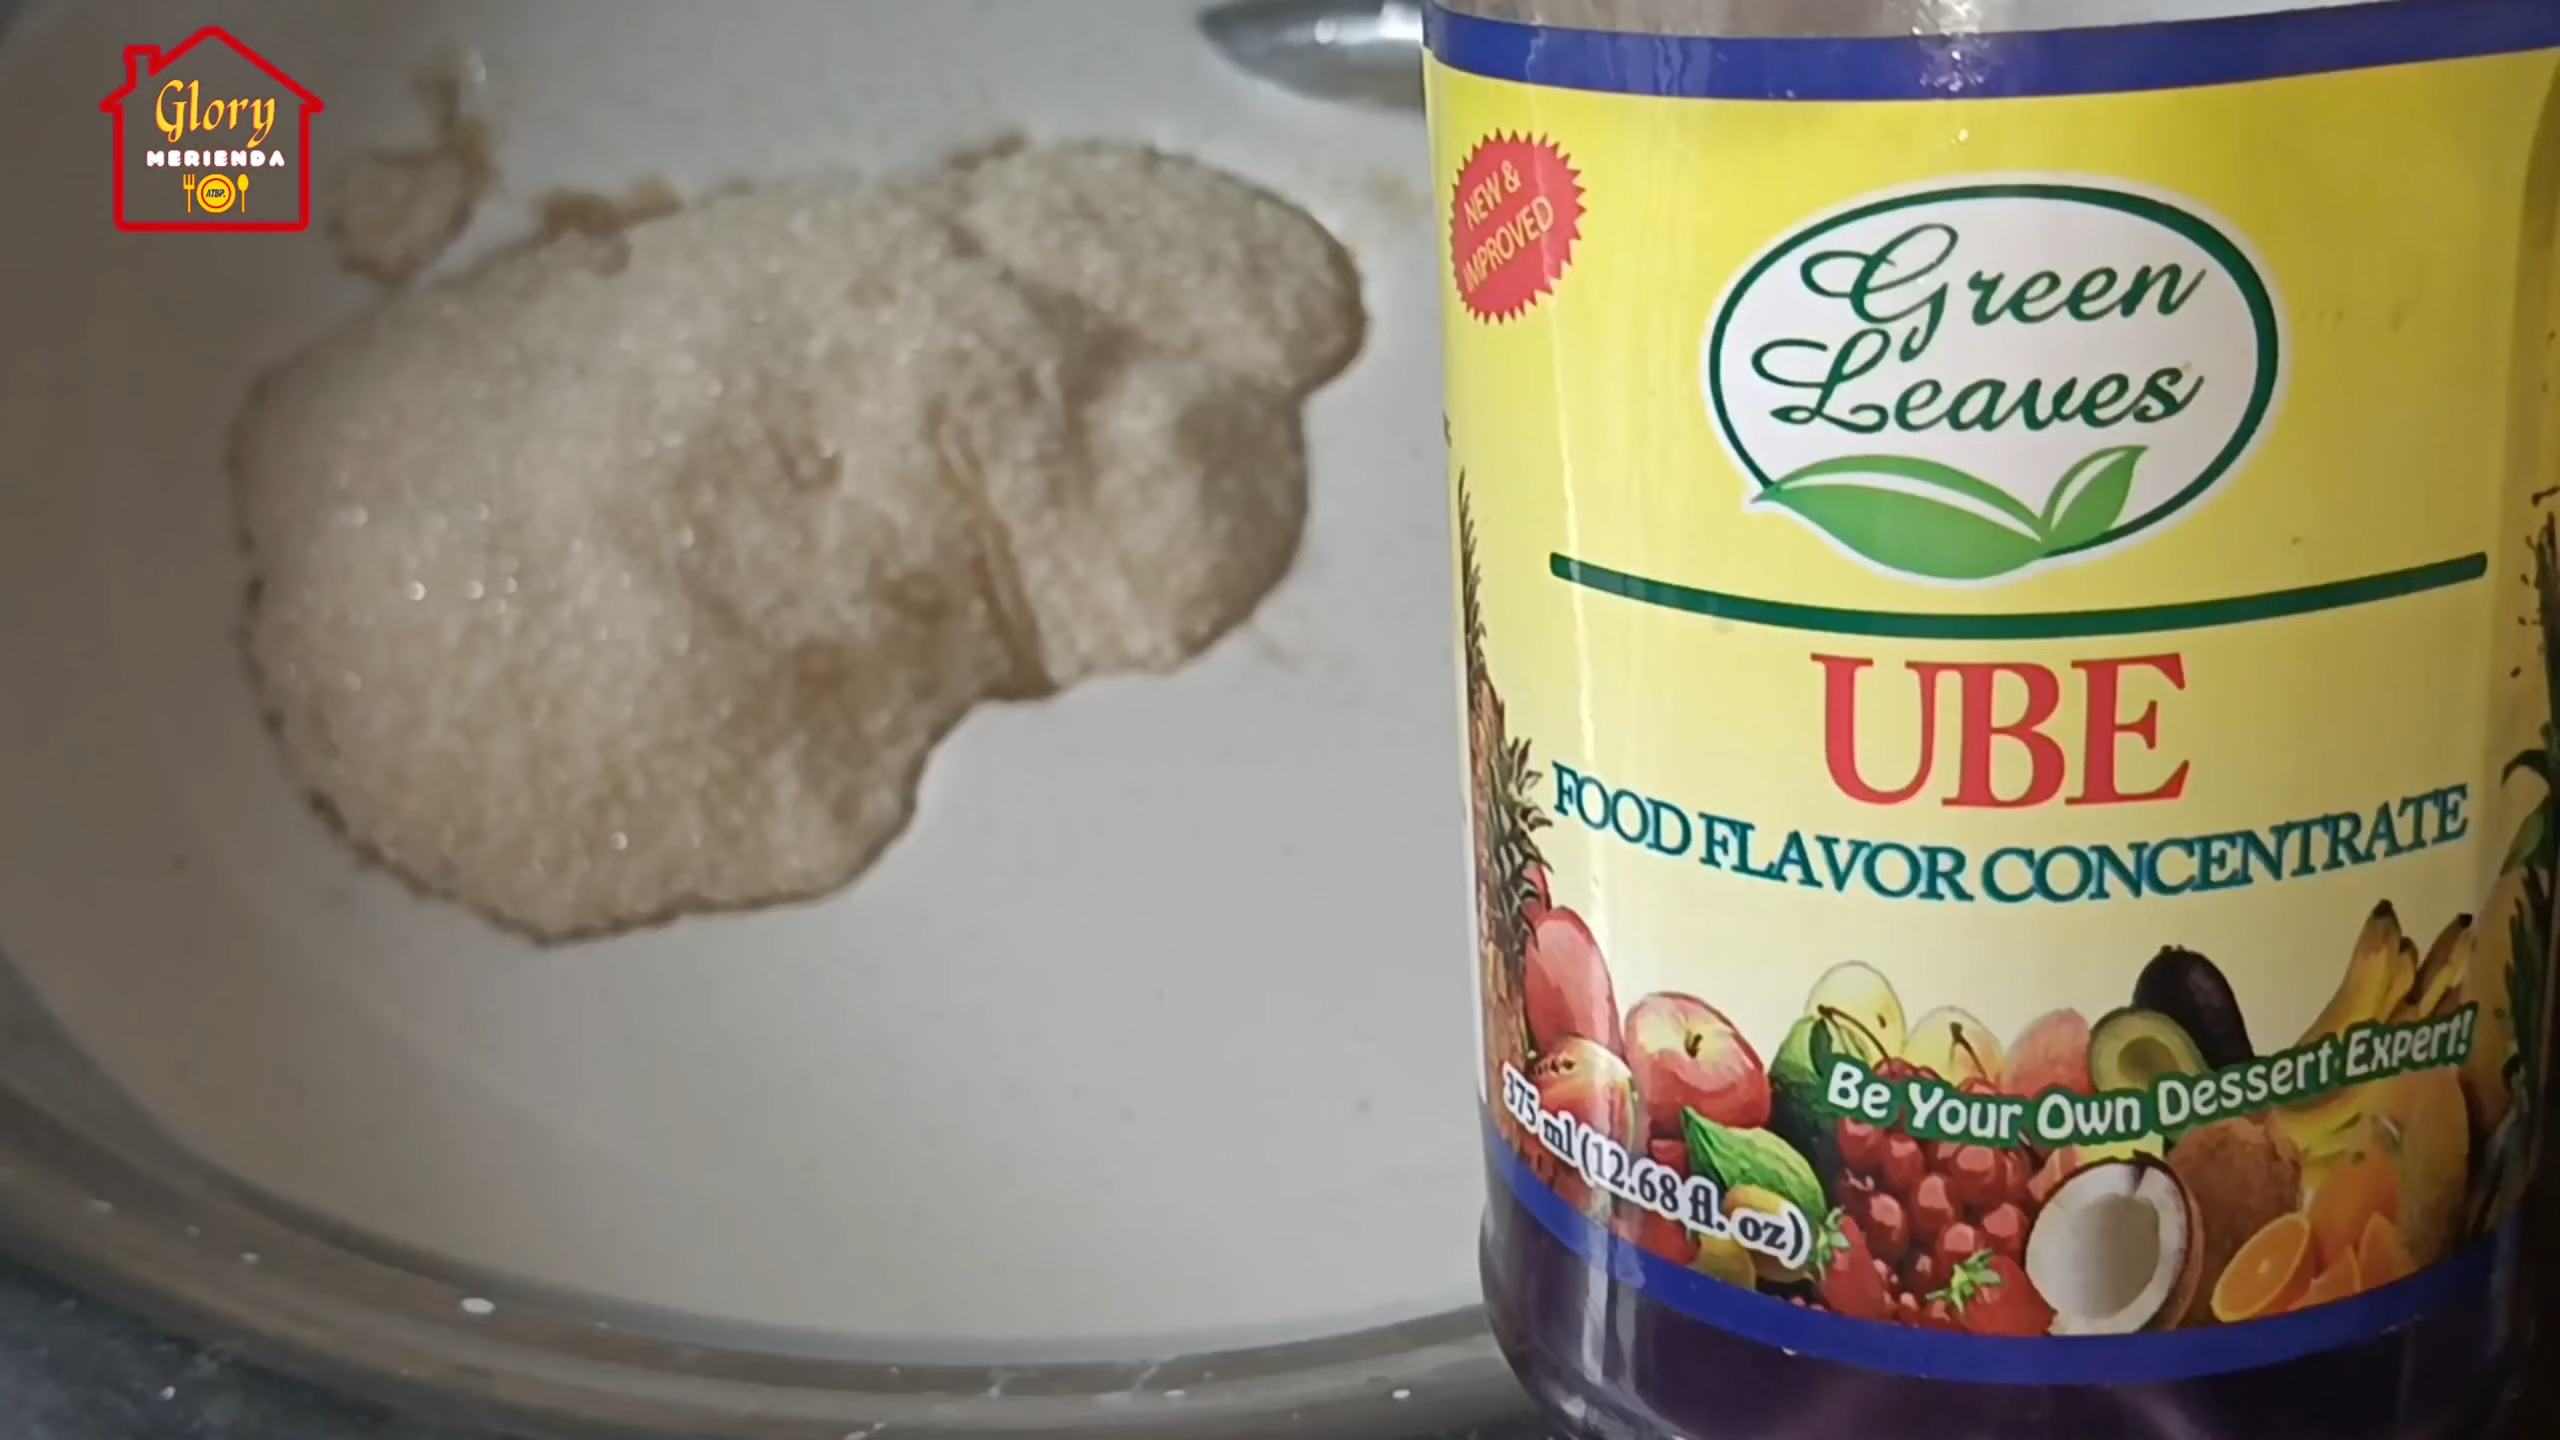 Glory
MERIENDA
ATBP.
NEW &
IMPROVED
Green
Leaves
UBE
FOOD FLAVOR CONCENTRATE
Be Your Own Dessert Expert!
375 ml (12.68 fl. oz)